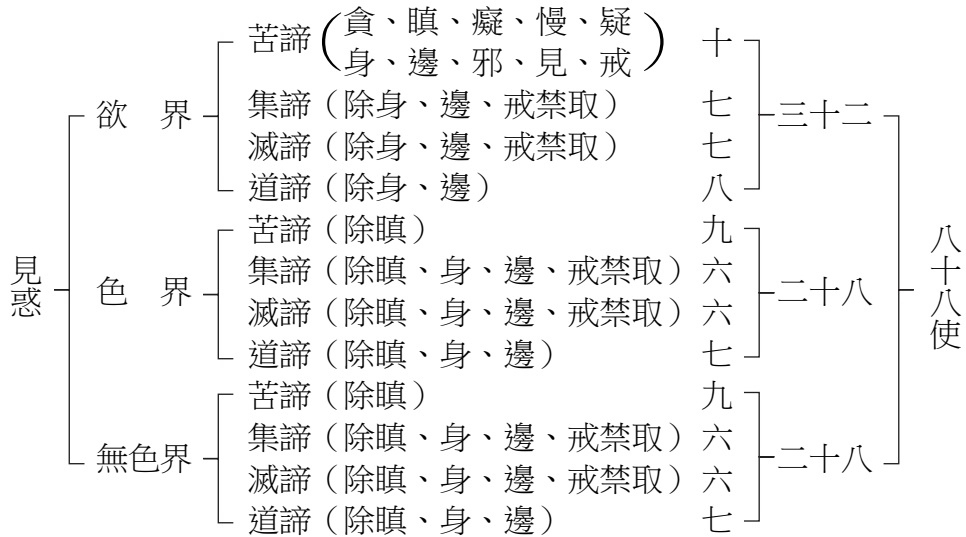 見惑
欲　界
苦諦（貪、瞋、癡、慢、疑
身、邊、邪、見、戒）　十
集諦（除身、邊、戒禁取）　七
滅諦（除身、邊、戒禁取）　七
道諦（除身、邊）　八
三十二
色　界
苦諦（除瞋）　九
集諦（除瞋、身、邊、戒禁取）六
滅諦（除瞋、身、邊、戒禁取）六
道諦（除瞋、身、邊）　七
二十八
無色界
苦諦（除瞋）　九
集諦（除瞋、身、邊、戒禁取）六
滅諦（除瞋、身、邊、戒禁取）六
道諦（除瞋、身、邊）　七
二十八
八十八使